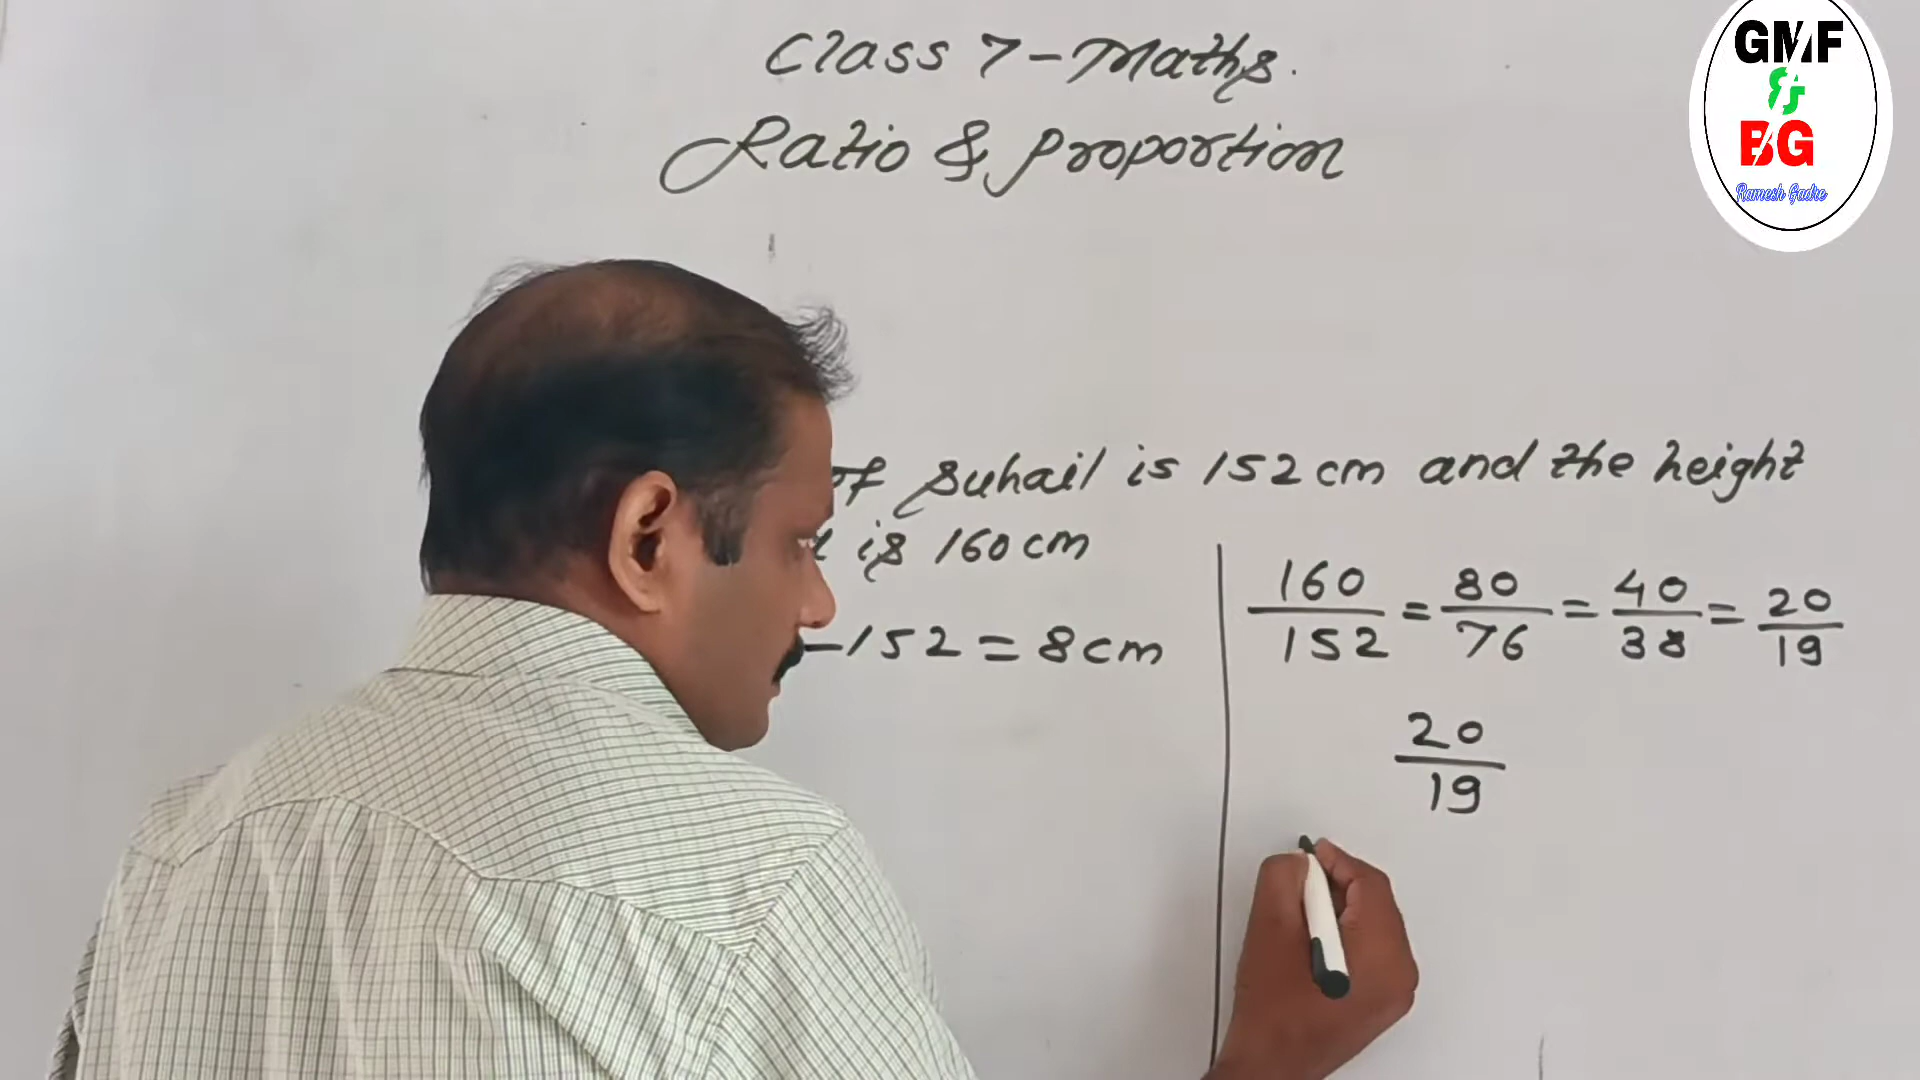 Class 7 - Maths.
Ratio & proportion
of Suhail is 152 cm and the height
is 160 cm
- 152 = 8 cm
160/152 = 80/76 = 40/38 = 20/19
20/19
GMF
&
BG
Ramesh Gadre